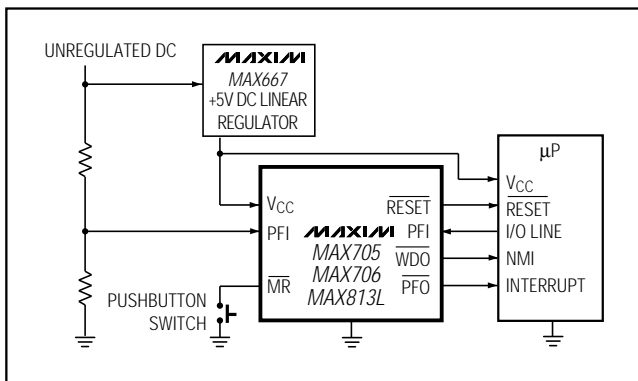 UNREGULATED DC
MAXIM
MAX667
+5V DC LINEAR
REGULATOR
µP
VCC
RESET
I/O LINE
NMI
INTERRUPT
VCC
PFI
MR
MAXIM
MAX705
MAX706
MAX813L
RESET
PFI
WDO
PFO
PUSHBUTTON
SWITCH